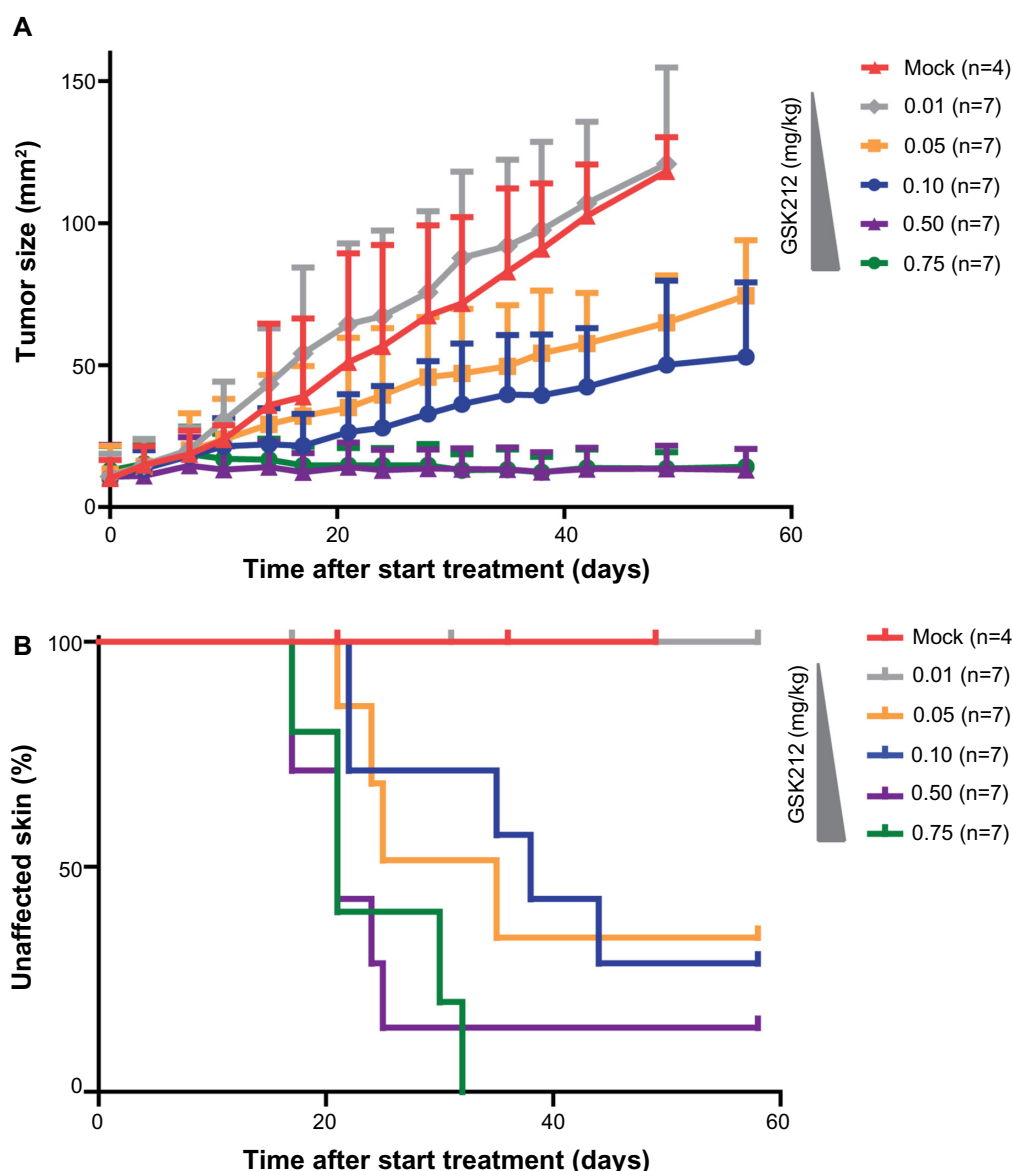 A
150
100
50
0
Tumor size (mm²)
0 20 40 60
Time after start treatment (days)
Mock (n=4)
0.01 (n=7)
0.05 (n=7)
0.10 (n=7)
0.50 (n=7)
0.75 (n=7)
GSK212 (mg/kg)
B
100
50
0
Unaffected skin (%)
0 20 40 60
Time after start treatment (days)
Mock (n=4
0.01 (n=7)
0.05 (n=7)
0.10 (n=7)
0.50 (n=7)
0.75 (n=7)
GSK212 (mg/kg)